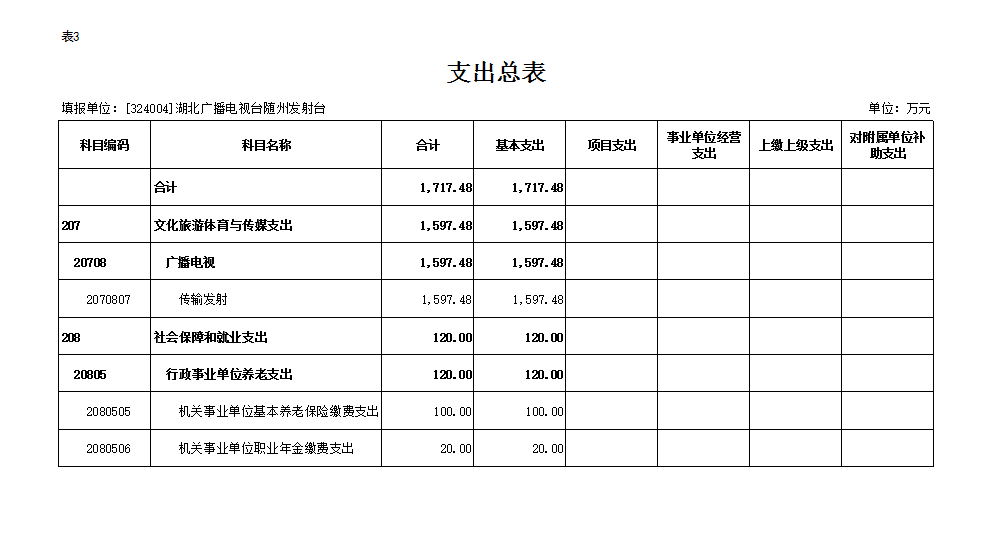 表3
支出总表
填报单位：[324004]湖北广播电视台随州发射台 单位：万元
科目编码 科目名称 合计 基本支出 项目支出 事业单位经营支出 上缴上级支出 对附属单位补助支出
合计 1,717.48 1,717.48
207 文化旅游体育与传媒支出 1,597.48 1,597.48
20708 广播电视 1,597.48 1,597.48
2070807 传输发射 1,597.48 1,597.48
208 社会保障和就业支出 120.00 120.00
20805 行政事业单位养老支出 120.00 120.00
2080505 机关事业单位基本养老保险缴费支出 100.00 100.00
2080506 机关事业单位职业年金缴费支出 20.00 20.00